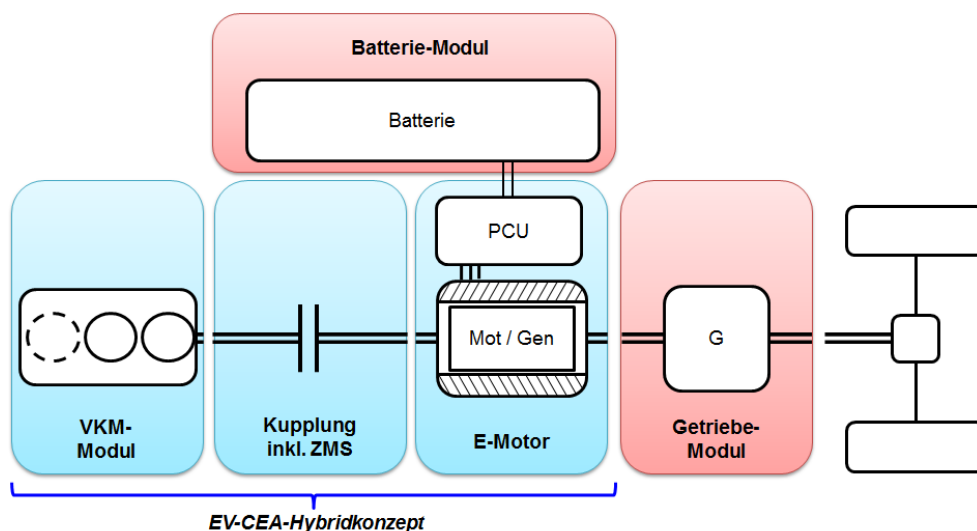 Batterie-Modul
Batterie
PCU
Mot / Gen
G
VKM-
Modul
Kupplung
inkl. ZMS
E-Motor
Getriebe-
Modul
EV-CEA-Hybridkonzept